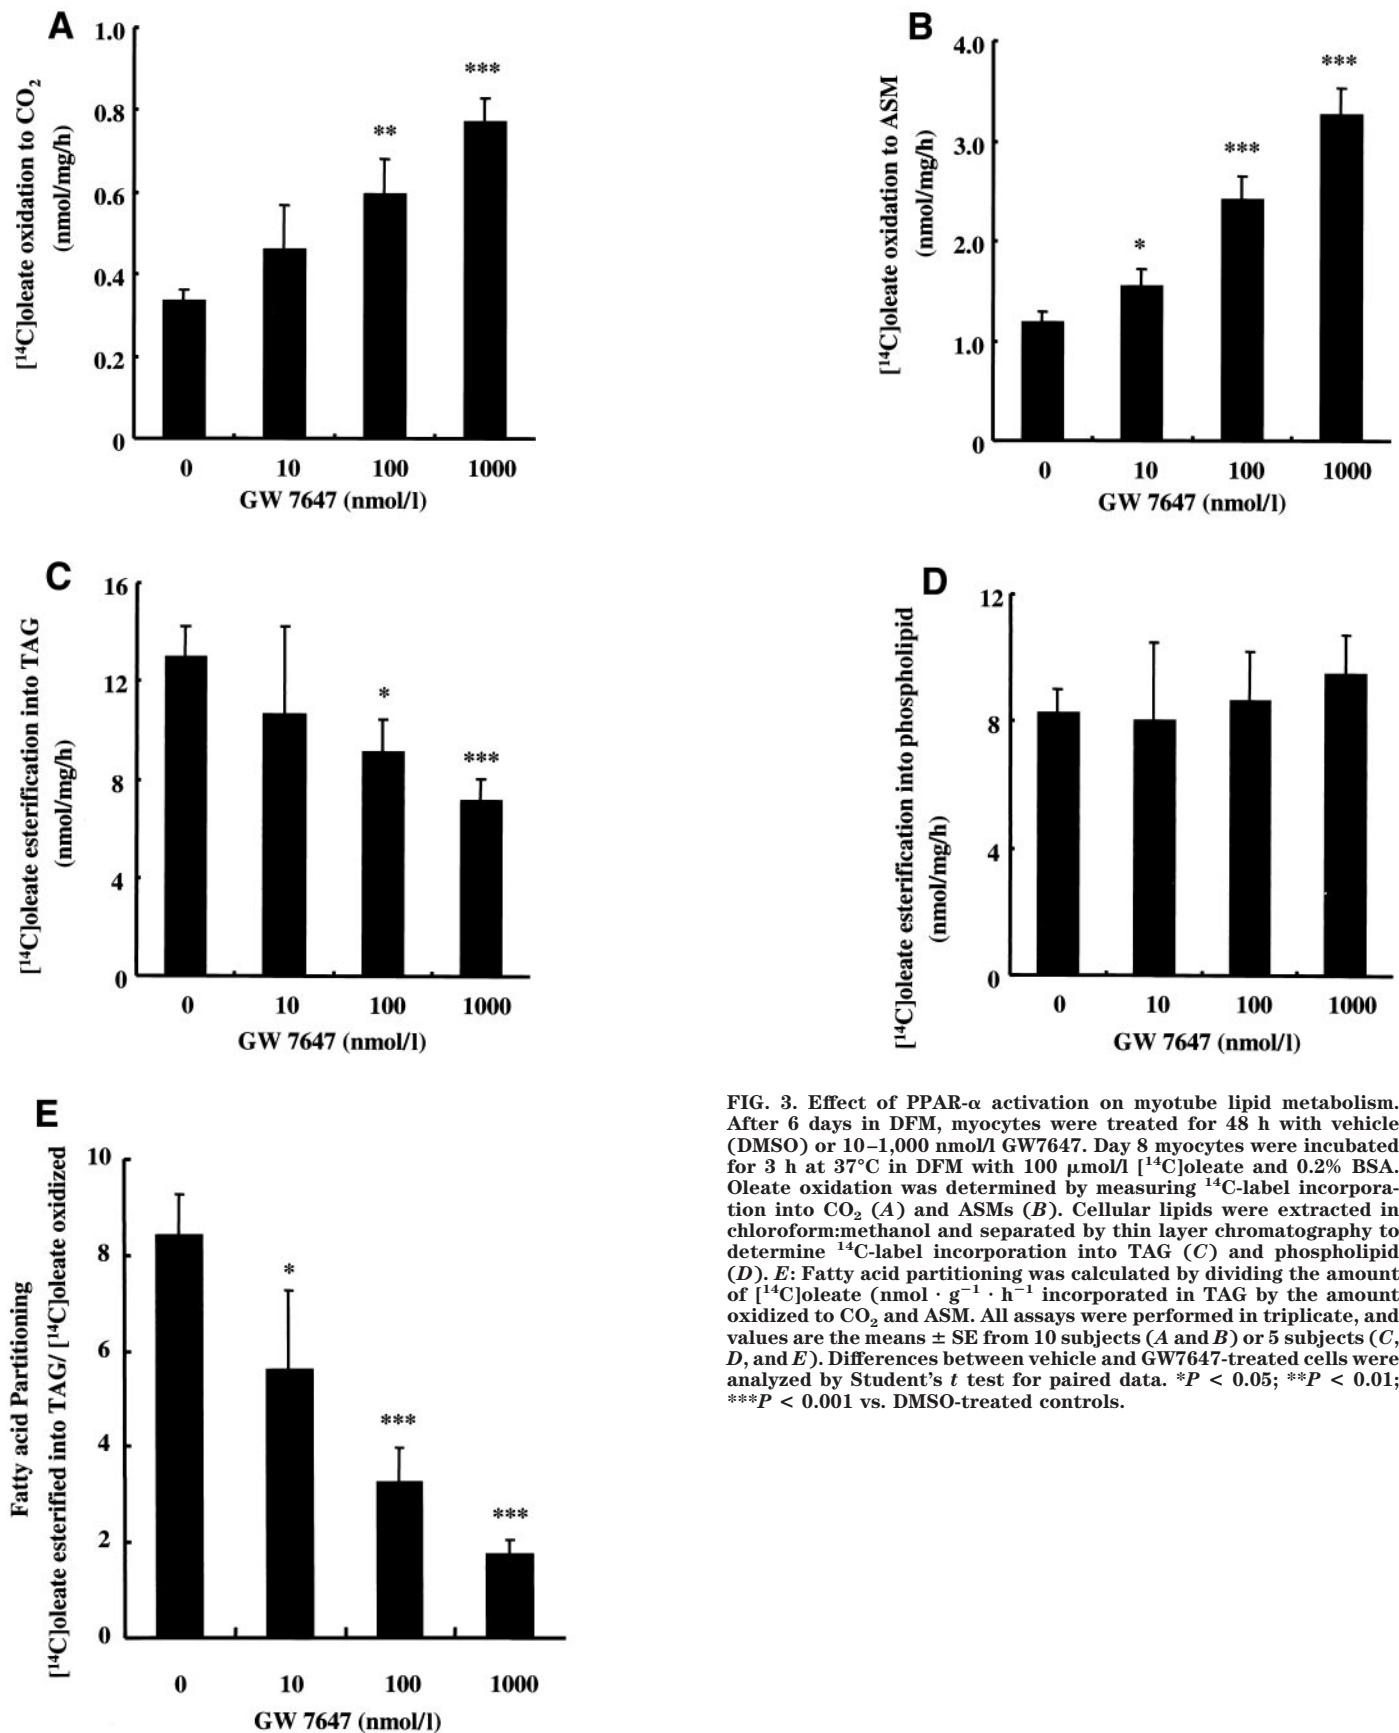 A
[¹⁴C]oleate oxidation to CO₂
(nmol/mg/h)
1.0
0.8
0.6
0.4
0.2
0
**
***
0 10 100 1000
GW 7647 (nmol/l)
B
[¹⁴C]oleate oxidation to ASM
(nmol/mg/h)
4.0
3.0
2.0
1.0
0
*
***
***
0 10 100 1000
GW 7647 (nmol/l)
C
[¹⁴C]oleate esterification into TAG
(nmol/mg/h)
16
12
8
4
0
*
***
0 10 100 1000
GW 7647 (nmol/l)
D
[¹⁴C]oleate esterification into phospholipid
(nmol/mg/h)
12
8
4
0
0 10 100 1000
GW 7647 (nmol/l)
E
Fatty acid Partitioning
[¹⁴C]oleate esterified into TAG/ [¹⁴C]oleate oxidized
10
8
6
4
2
0
*
***
***
0 10 100 1000
GW 7647 (nmol/l)
FIG. 3. Effect of PPAR-α activation on myotube lipid metabolism.
After 6 days in DFM, myocytes were treated for 48 h with vehicle
(DMSO) or 10–1,000 nmol/l GW7647. Day 8 myocytes were incubated
for 3 h at 37°C in DFM with 100 μmol/l [¹⁴C]oleate and 0.2% BSA.
Oleate oxidation was determined by measuring ¹⁴C-label incorpora-
tion into CO₂ (A) and ASMs (B). Cellular lipids were extracted in
chloroform:methanol and separated by thin layer chromatography to
determine ¹⁴C-label incorporation into TAG (C) and phospholipid
(D). E: Fatty acid partitioning was calculated by dividing the amount
of [¹⁴C]oleate (nmol · g⁻¹ · h⁻¹ incorporated in TAG by the amount
oxidized to CO₂ and ASM. All assays were performed in triplicate, and
values are the means ± SE from 10 subjects (A and B) or 5 subjects (C,
D, and E). Differences between vehicle and GW7647-treated cells were
analyzed by Student's t test for paired data. *P < 0.05; **P < 0.01;
***P < 0.001 vs. DMSO-treated controls.